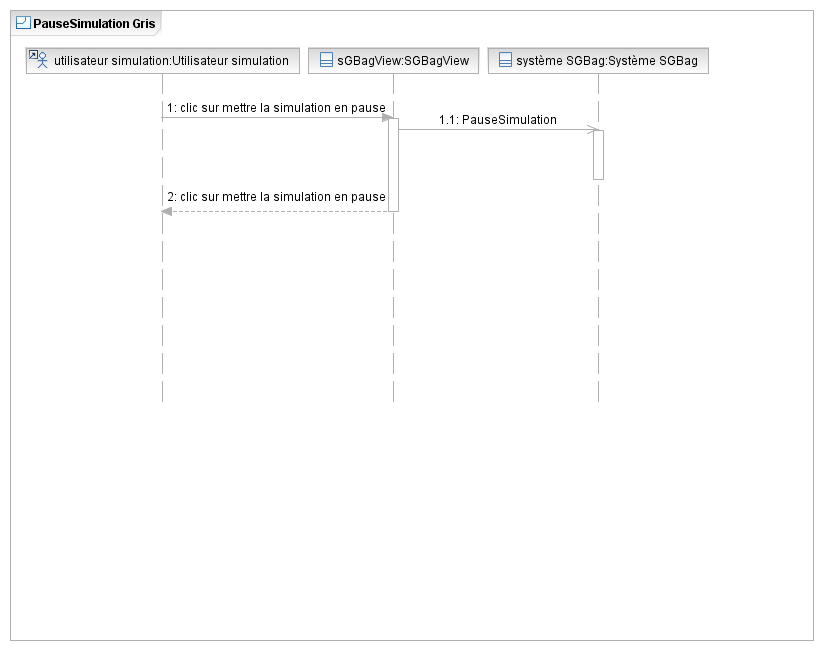 PauseSimulation Gris
utilisateur simulation:Utilisateur simulation
sGBagView:SGBagView
système SGBag:Système SGBag
1: clic sur mettre la simulation en pause
1.1: PauseSimulation
2: clic sur mettre la simulation en pause